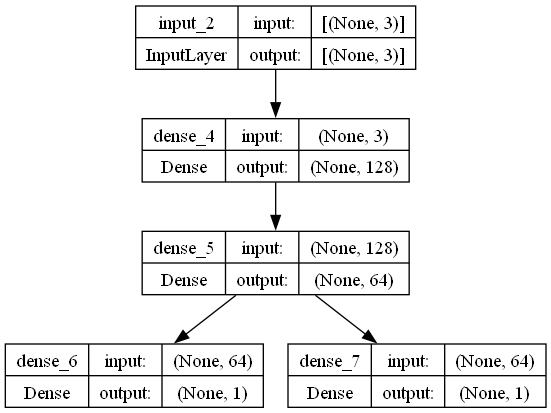 input_2 input: [(None, 3)]
InputLayer output: [(None, 3)]
dense_4 input: (None, 3)
Dense output: (None, 128)
dense_5 input: (None, 128)
Dense output: (None, 64)
dense_6 input: (None, 64) dense_7 input: (None, 64)
Dense output: (None, 1) Dense output: (None, 1)